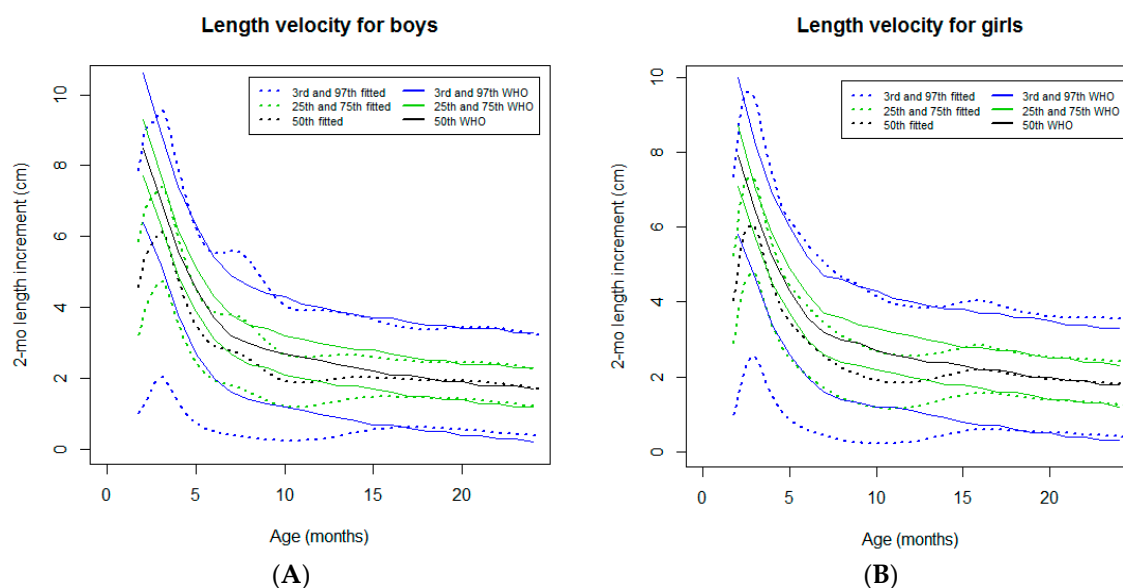 Length velocity for boys
3rd and 97th fitted 3rd and 97th WHO
25th and 75th fitted 25th and 75th WHO
50th fitted 50th WHO
2-mo length increment (cm)
0 2 4 6 8 10
0 5 10 15 20
Age (months)
(A)
Length velocity for girls
3rd and 97th fitted 3rd and 97th WHO
25th and 75th fitted 25th and 75th WHO
50th fitted 50th WHO
2-mo length increment (cm)
0 2 4 6 8 10
0 5 10 15 20
Age (months)
(B)